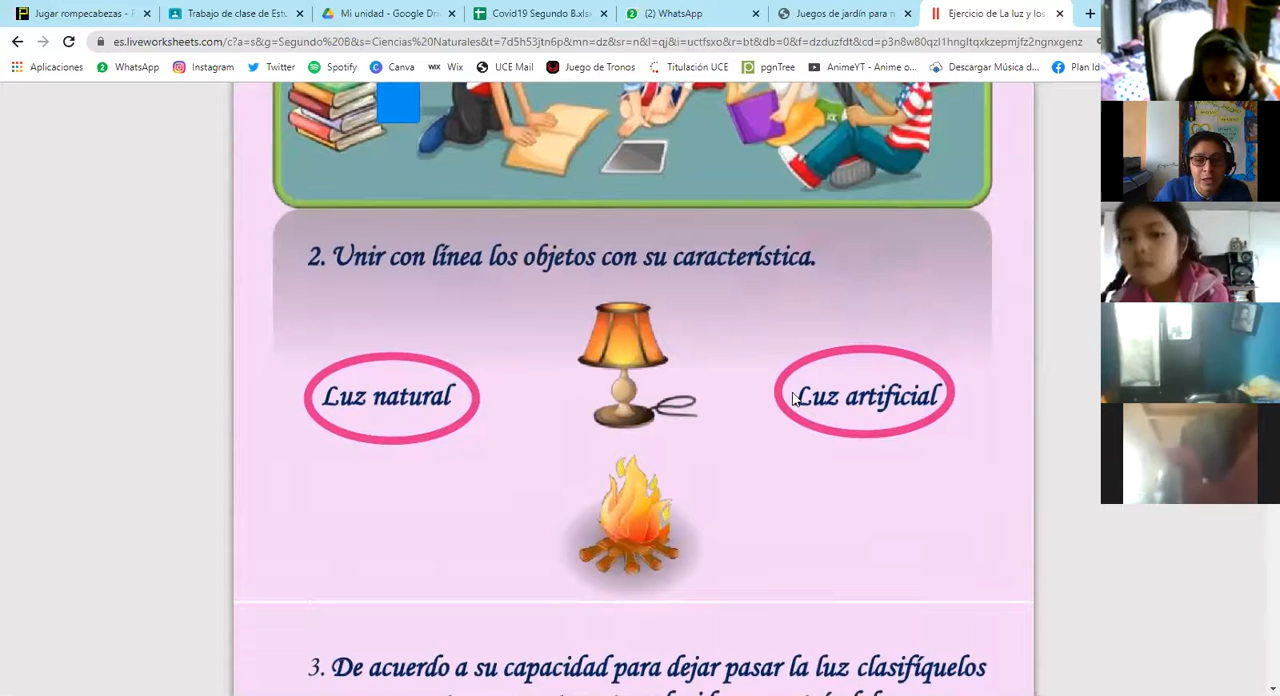 Jugar rompecabezas - P
Trabajo de clase de Estu
Mi unidad - Google Dri
Covid19 Segundo B.xlsx
(2) WhatsApp
Juegos de jardín para n
Ejercicio de La luz y los
es.liveworksheets.com/c?a=s&g=Segundo%20B&s=Ciencias%20Naturales&t=7d5h53jtn6p&mn=dz&sr=n&l=qj&i=uctfsxo&r=bt&db=0&f=dzduzfdt&cd=p3n8w80qzl1hngltqxkzepmjfz2ngnxgenz
Aplicaciones
WhatsApp
Instagram
Twitter
Spotify
Canva
Wix
UCE Mail
Juego de Tronos
Titulación UCE
pgnTree
AnimeYT - Anime o...
Descargar Música d...
Plan Id
2. Unir con línea los objetos con su característica.
Luz natural
Luz artificial
3. De acuerdo a su capacidad para dejar pasar la luz clasifíquelos